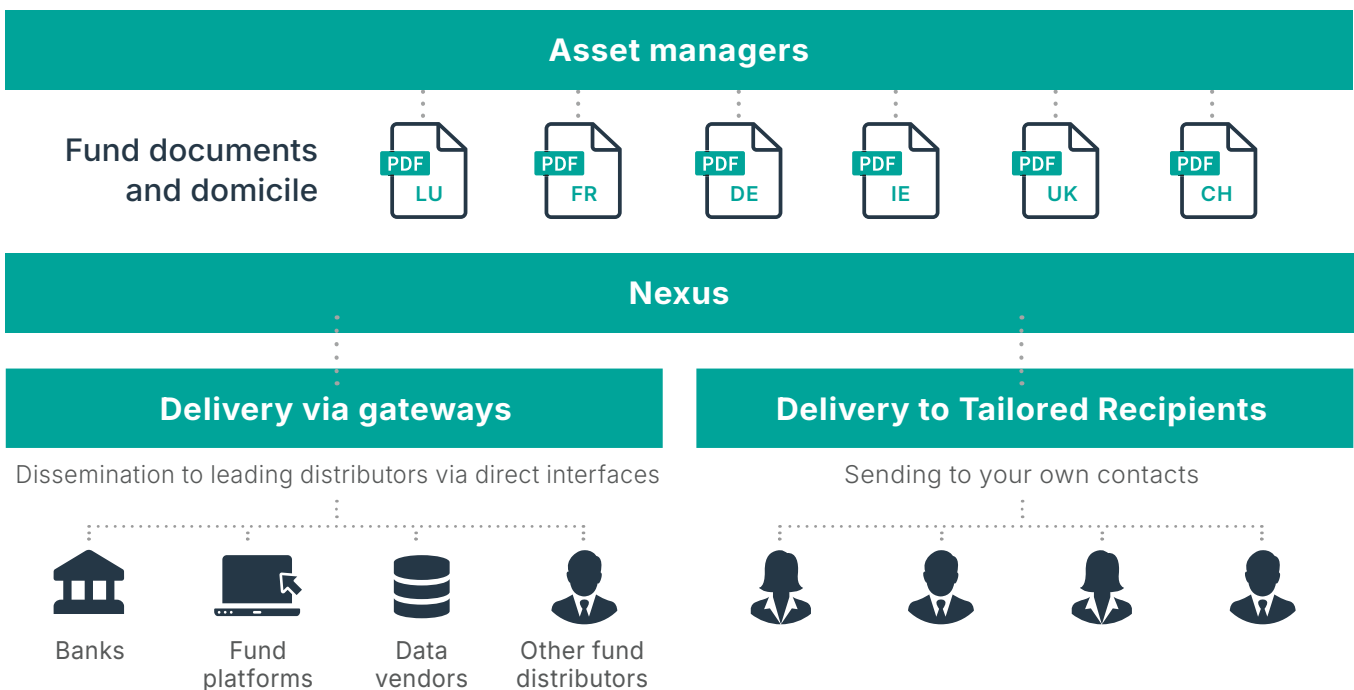 Asset managers
Fund documents
and domicile
PDF
LU
PDF
FR
PDF
DE
PDF
IE
PDF
UK
PDF
CH
Nexus
Delivery via gateways
Dissemination to leading distributors via direct interfaces
Banks
Fund
platforms
Data
vendors
Other fund
distributors
Delivery to Tailored Recipients
Sending to your own contacts